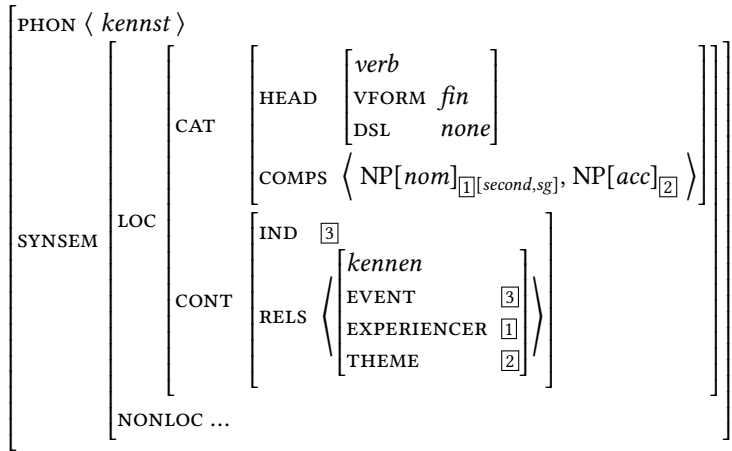 PHON ⟨ kennst ⟩
verb
HEAD VFORM fin
CAT DSL none
COMPS ⟨ NP[nom]1[second,sg], NP[acc]2 ⟩
LOC
SYNSEM IND 3
kennen
CONT EVENT 3
RELS ⟨ EXPERIENCER 1 ⟩
THEME 2
NONLOC ...